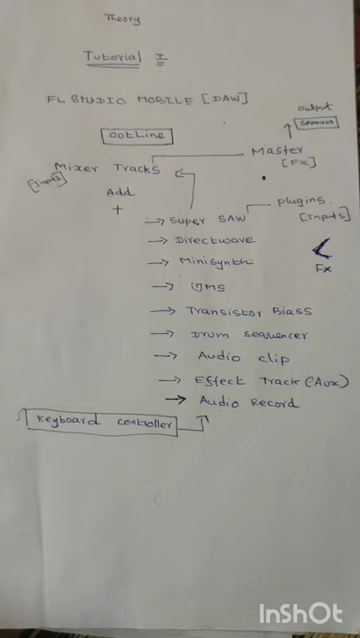 Theory
Tutorial I
FL STUDIO MOBILE [DAW]
output
Speakers
OutLine
Master
[FX]
Mixer Tracks
[Inputs]
Add
+
plugins
[Inputs]
→ Super SAW
→ Directwave
Fx
→ Minisynth
→ GMS
→ Transistor Biass
→ Drum sequencer
→ Audio clip
→ Effect Track (Aux)
→ Audio Record
Keyboard controller
InShOt